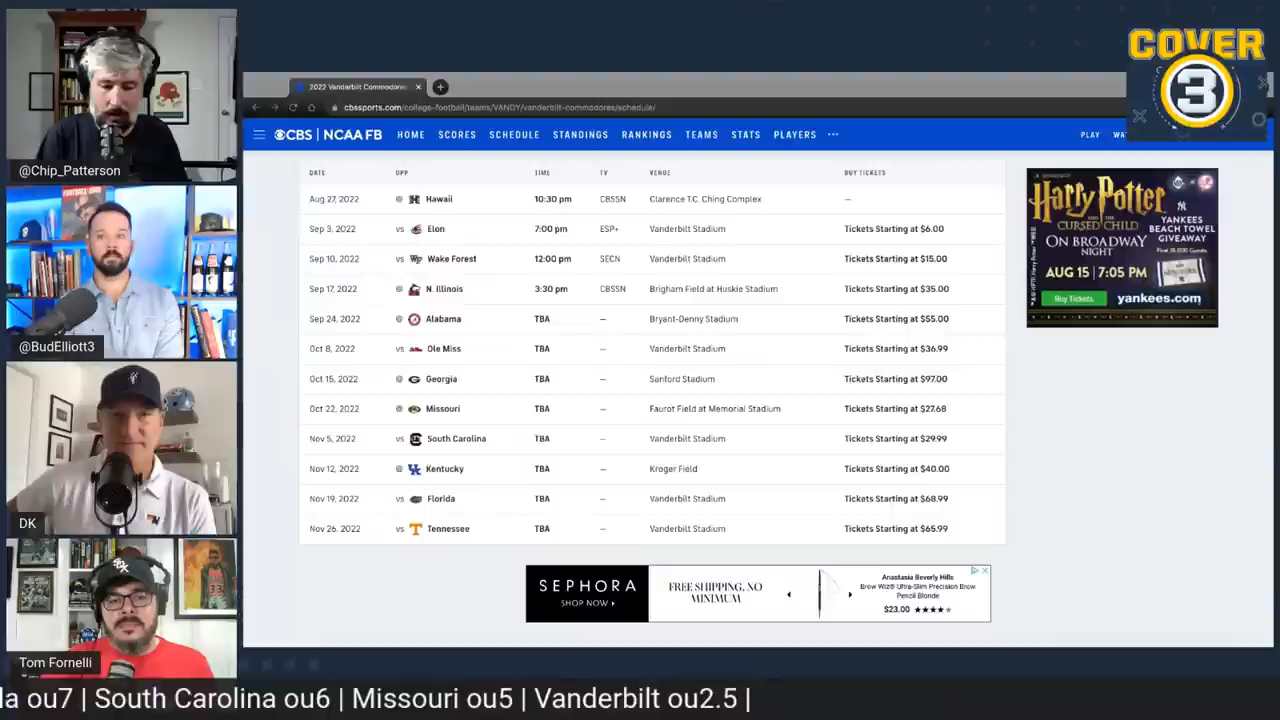 @Chip_Patterson
@BudElliott3
DK
Tom Fornelli
COVER
3
2022 Vanderbilt Commodores
cbssports.com/college-football/teams/VANDY/vanderbilt-commodores/schedule/
CBS | NCAA FB HOME SCORES SCHEDULE STANDINGS RANKINGS TEAMS STATS PLAYERS ••• PLAY WAT
DATE OPP TIME TV VENUE BUY TICKETS
Aug 27, 2022 @ Hawaii 10:30 pm CBSSN Clarence T.C. Ching Complex —
Sep 3, 2022 vs Elon 7:00 pm ESP+ Vanderbilt Stadium Tickets Starting at $6.00
Sep 10, 2022 vs Wake Forest 12:00 pm SECN Vanderbilt Stadium Tickets Starting at $15.00
Sep 17, 2022 @ N. Illinois 3:30 pm CBSSN Brigham Field at Huskie Stadium Tickets Starting at $35.00
Sep 24, 2022 @ Alabama TBA — Bryant-Denny Stadium Tickets Starting at $55.00
Oct 8, 2022 vs Ole Miss TBA — Vanderbilt Stadium Tickets Starting at $36.99
Oct 15, 2022 @ Georgia TBA — Sanford Stadium Tickets Starting at $97.00
Oct 22, 2022 @ Missouri TBA — Faurot Field at Memorial Stadium Tickets Starting at $27.68
Nov 5, 2022 vs South Carolina TBA — Vanderbilt Stadium Tickets Starting at $29.99
Nov 12, 2022 @ Kentucky TBA — Kroger Field Tickets Starting at $40.00
Nov 19, 2022 vs Florida TBA — Vanderbilt Stadium Tickets Starting at $68.99
Nov 26, 2022 vs Tennessee TBA — Vanderbilt Stadium Tickets Starting at $65.99
Harry Potter
AND THE
CURSED CHILD
ON BROADWAY
NIGHT
YANKEES
BEACH TOWEL
GIVEAWAY
AUG 15 | 7:05 PM
Buy Tickets
yankees.com
SEPHORA
SHOP NOW
FREE SHIPPING, NO
MINIMUM
Anastasia Beverly Hills
Brow Wiz® Ultra-Slim Precision Brow
Pencil Blonde
$23.00 ★★★★★
la ou7 | South Carolina ou6 | Missouri ou5 | Vanderbilt ou2.5 |